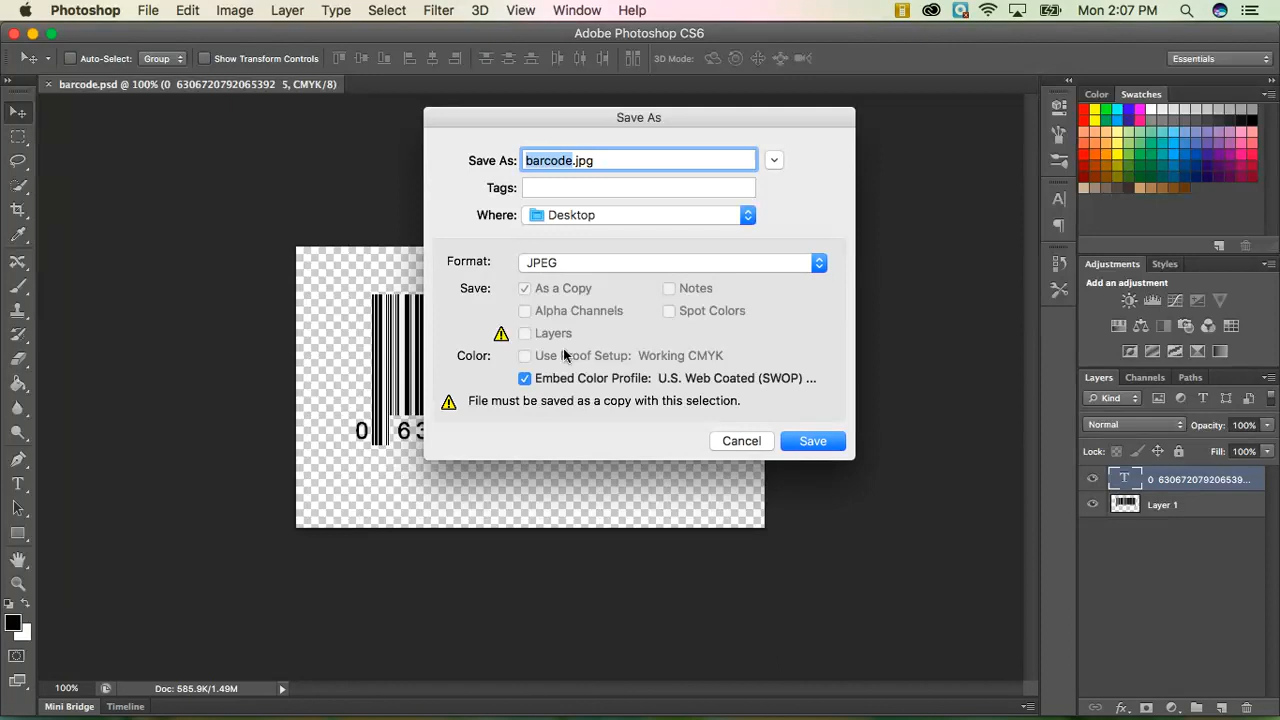 Photoshop File Edit Image Layer Type Select Filter 3D View Window Help Mon 2:07 PM
Adobe Photoshop CS6
Auto-Select: Group Show Transform Controls 3D Mode: Essentials
× barcode.psd @ 100% (0 6306720792065392 5, CMYK/8)
Save As
Save As: barcode.jpg
Tags:
Where: Desktop
Format: JPEG
Save: As a Copy Notes
Alpha Channels Spot Colors
Layers
Color: Use Proof Setup: Working CMYK
Embed Color Profile: U.S. Web Coated (SWOP) ...
File must be saved as a copy with this selection.
Cancel Save
0 63
Color Swatches
Adjustments Styles
Add an adjustment
Layers Channels Paths
Kind
Normal Opacity: 100%
Lock: Fill: 100%
T 0 630672079206539...
Layer 1
100% Doc: 585.9K/1.49M
Mini Bridge Timeline